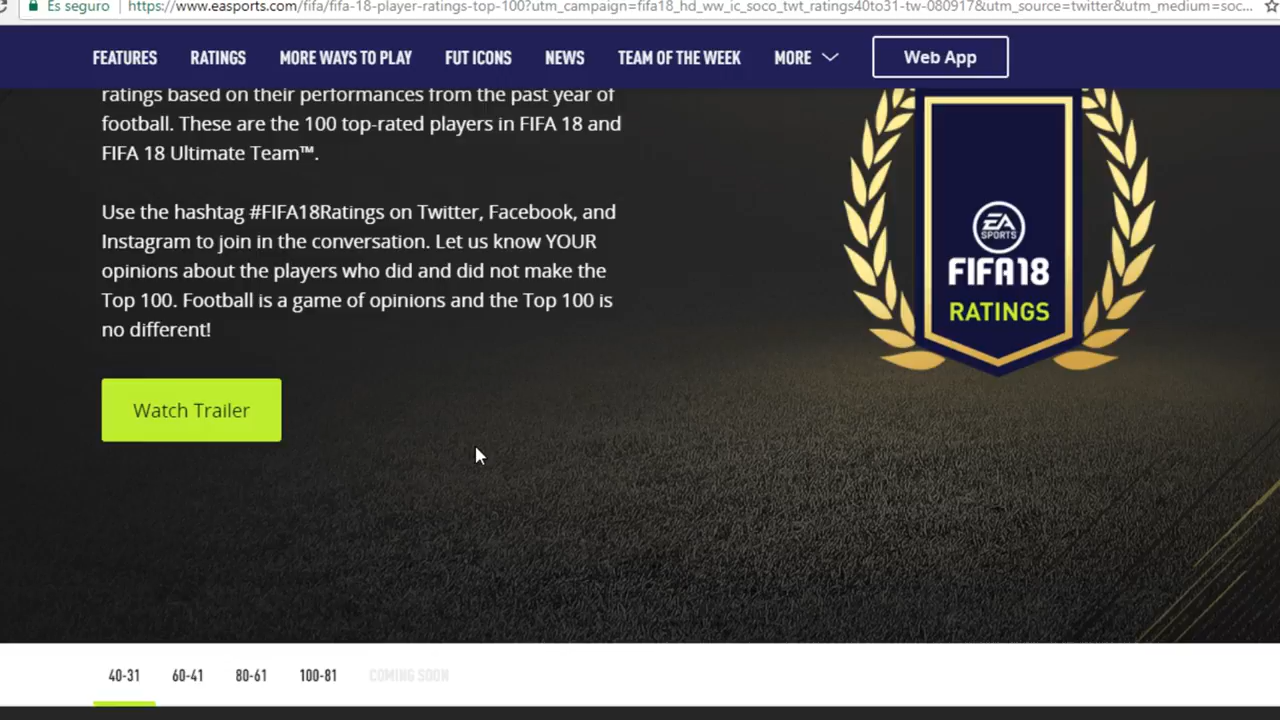 Es seguro
https://www.easports.com/fifa/fifa-18-player-ratings-top-100?utm_campaign=fifa18_hd_ww_ic_soco_twt_ratings40to31-tw-080917&utm_source=twitter&utm_medium=soc...
FEATURES
RATINGS
MORE WAYS TO PLAY
FUT ICONS
NEWS
TEAM OF THE WEEK
MORE
Web App
ratings based on their performances from the past year of
football. These are the 100 top-rated players in FIFA 18 and
FIFA 18 Ultimate Team™.
Use the hashtag #FIFA18Ratings on Twitter, Facebook, and
Instagram to join in the conversation. Let us know YOUR
opinions about the players who did and did not make the
Top 100. Football is a game of opinions and the Top 100 is
no different!
Watch Trailer
EA
SPORTS
FIFA18
RATINGS
40-31
60-41
80-61
100-81
COMING SOON